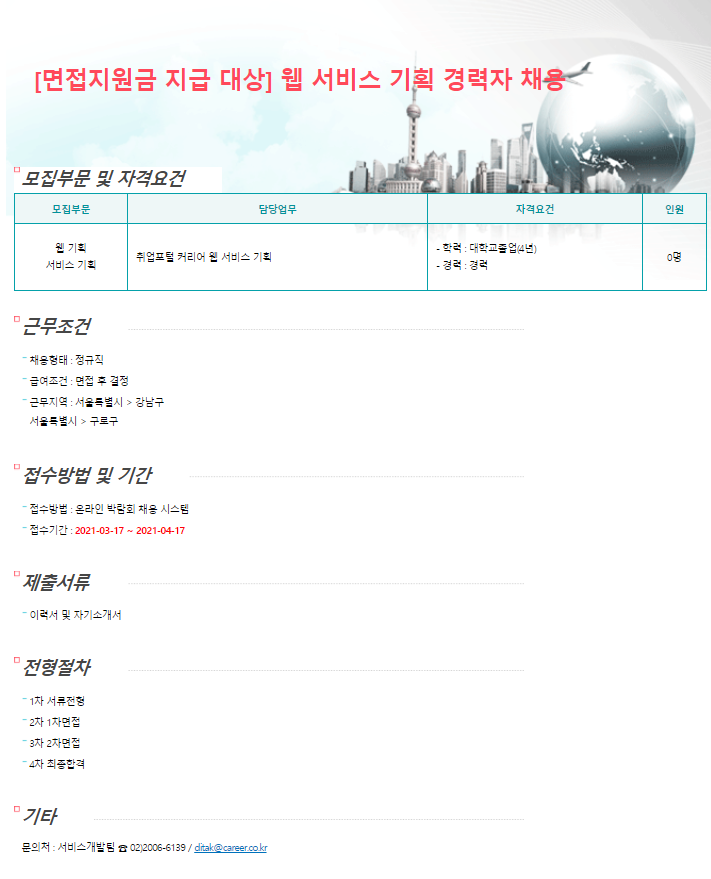 [면접지원금 지급 대상] 웹 서비스 기획 경력자 채용
모집부문 및 자격요건
모집부문 담당업무 자격요건 인원
웹 기획
서비스 기획
취업포털 커리어 웹 서비스 기획
- 학력 : 대학교졸업(4년)
- 경력 : 경력
0명
근무조건
- 채용형태 : 정규직
- 급여조건 : 면접 후 결정
- 근무지역 : 서울특별시 > 강남구
서울특별시 > 구로구
접수방법 및 기간
- 접수방법 : 온라인 박람회 채용 시스템
- 접수기간 : 2021-03-17 ~ 2021-04-17
제출서류
- 이력서 및 자기소개서
전형절차
- 1차 서류전형
- 2차 1차면접
- 3차 2차면접
- 4차 최종합격
기타
문의처 : 서비스개발팀 ☎ 02)2006-6139 / ditak@career.co.kr